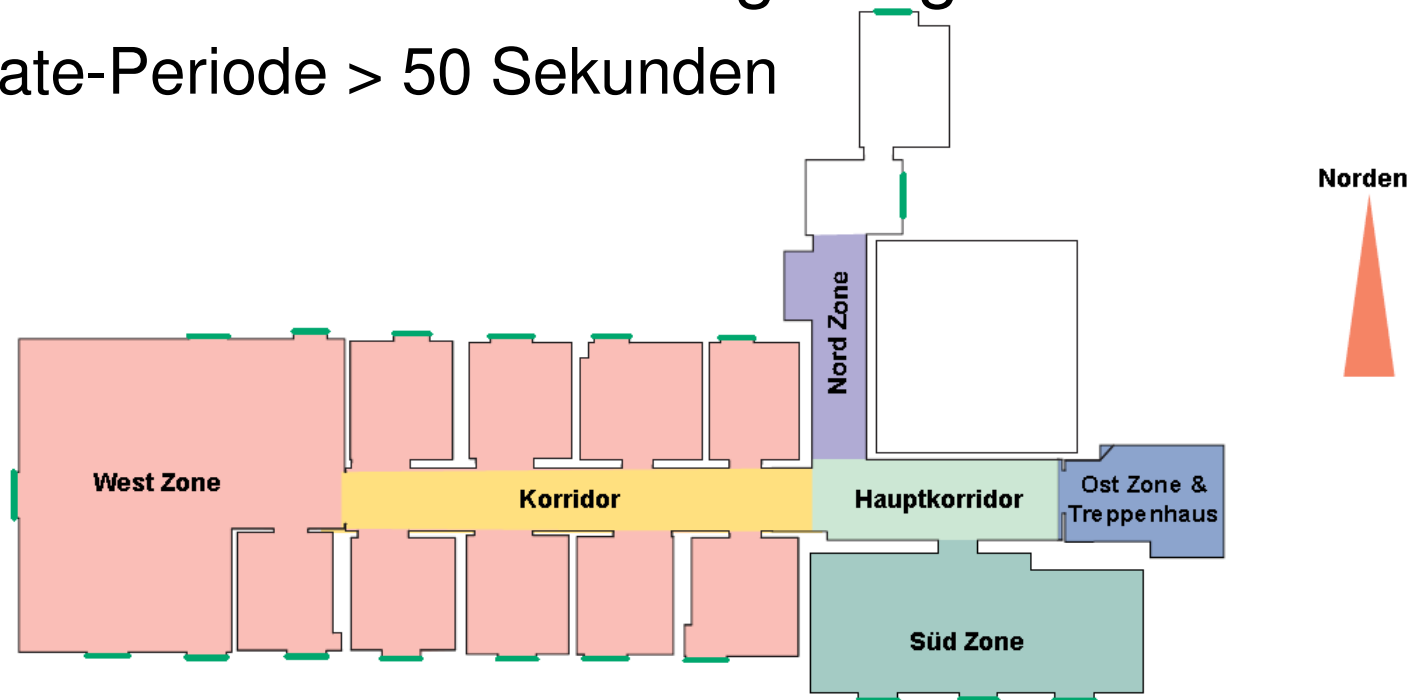 ate-Periode > 50 Sekunden
Norden
Nord Zone
West Zone
Korridor
Hauptkorridor
Ost Zone &
Treppenhaus
Süd Zone